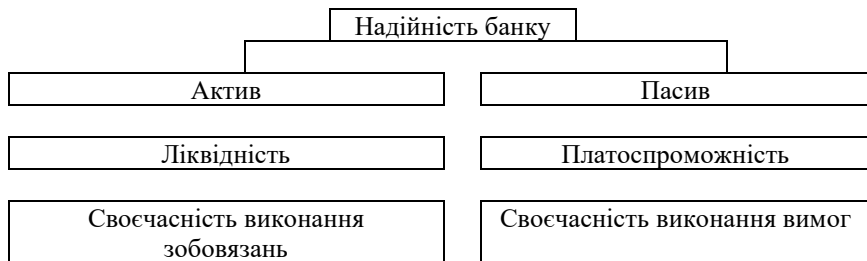 Надійність банку
Актив
Пасив
Ліквідність
Платоспроможність
Своєчасність виконання
зобовязань
Своєчасність виконання вимог